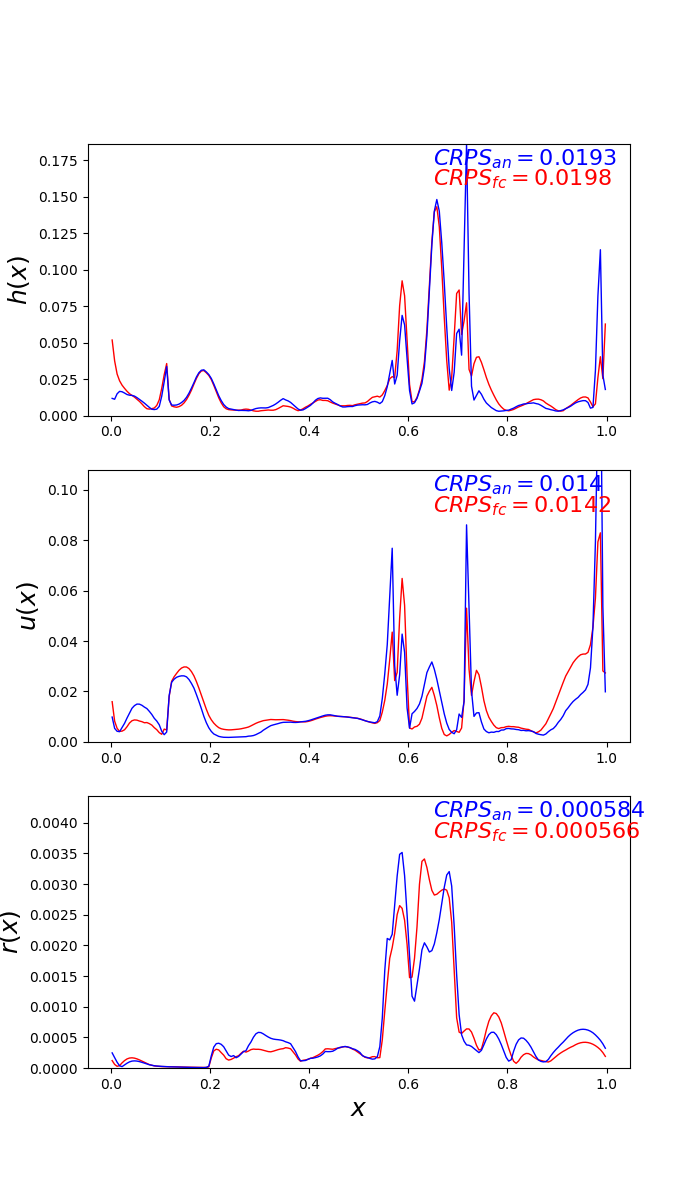 CRPS_an = 0.0193
CRPS_fc = 0.0198
h(x)
0.175
0.150
0.125
0.100
0.075
0.050
0.025
0.000
0.0 0.2 0.4 0.6 0.8 1.0
CRPS_an = 0.014
CRPS_fc = 0.0142
u(x)
0.10
0.08
0.06
0.04
0.02
0.00
0.0 0.2 0.4 0.6 0.8 1.0
CRPS_an = 0.000584
CRPS_fc = 0.000566
r(x)
0.0040
0.0035
0.0030
0.0025
0.0020
0.0015
0.0010
0.0005
0.0000
0.0 0.2 0.4 0.6 0.8 1.0
x